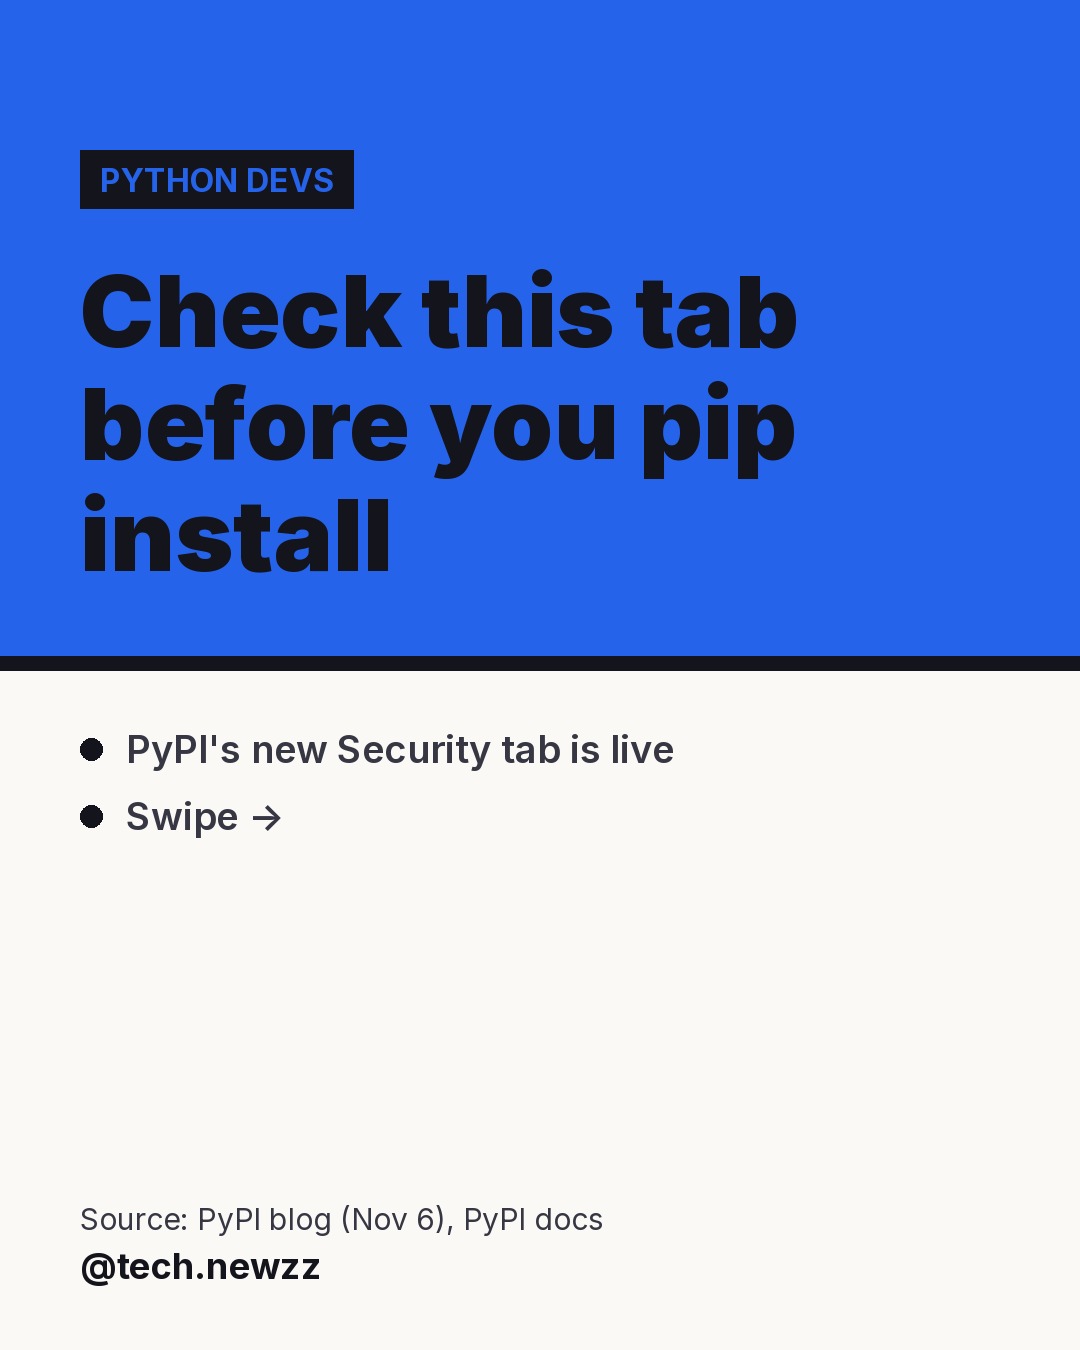 PYTHON DEVS
Check this tab
before you pip
install
● PyPI's new Security tab is live
● Swipe →
Source: PyPI blog (Nov 6), PyPI docs
@tech.newzz